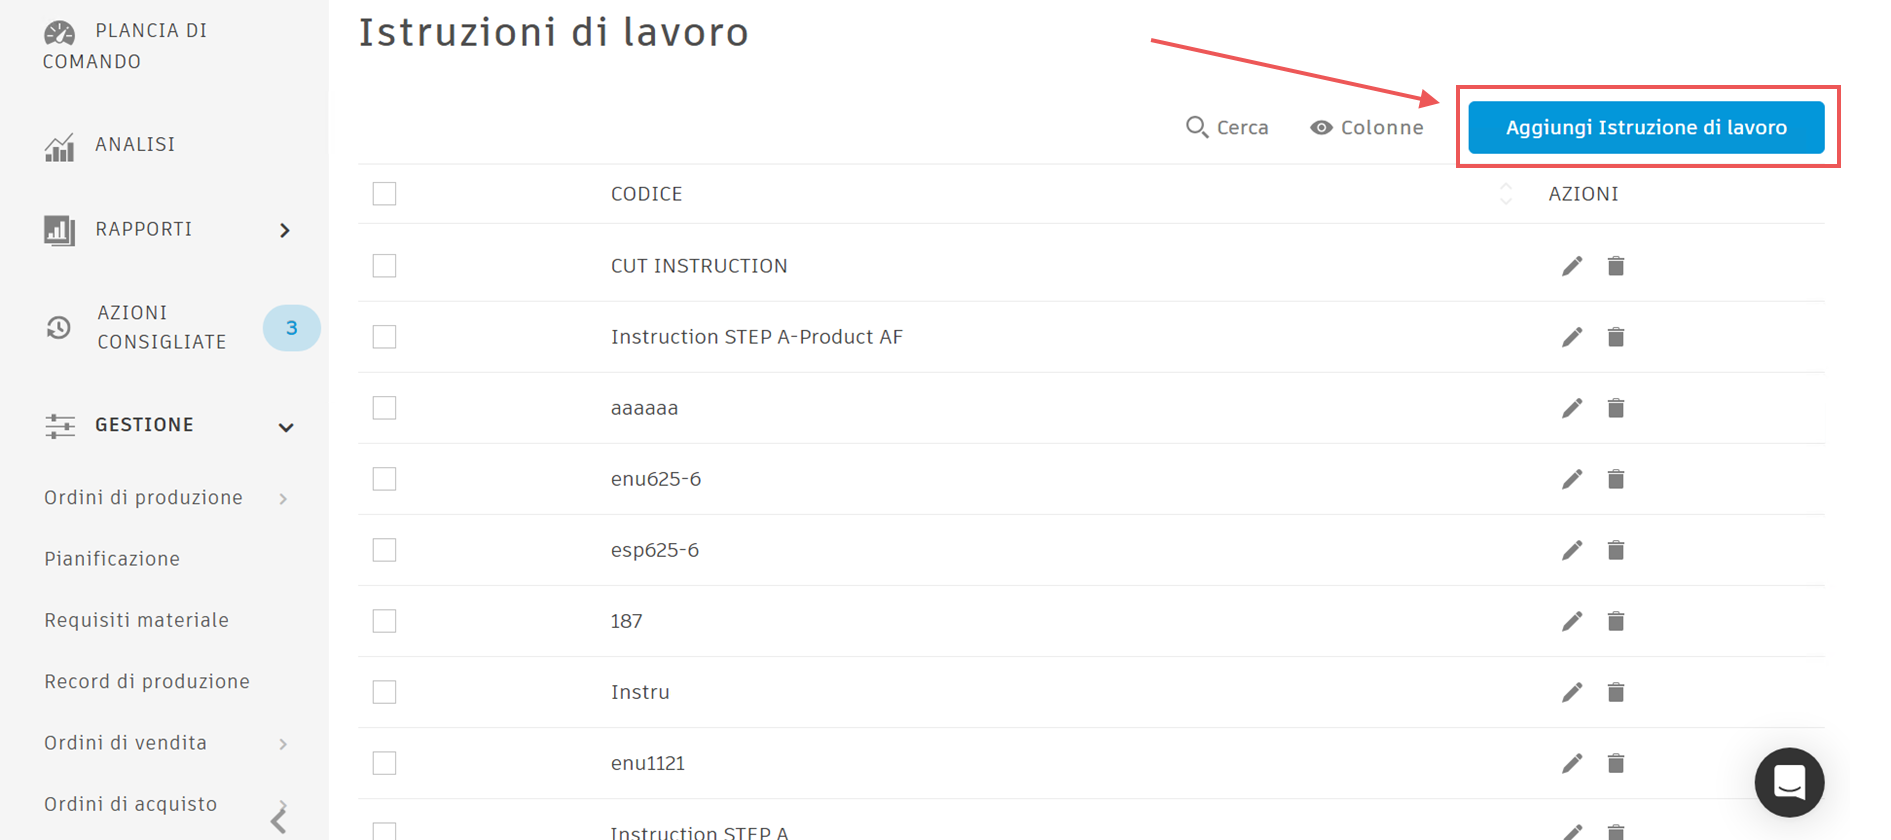 PLANCIA DI
COMANDO
ANALISI
RAPPORTI
AZIONI
CONSIGLIATE
3
GESTIONE
Ordini di produzione
Pianificazione
Requisiti materiale
Record di produzione
Ordini di vendita
Ordini di acquisto
Istruzioni di lavoro
Cerca
Colonne
Aggiungi Istruzione di lavoro
CODICE
AZIONI
CUT INSTRUCTION
Instruction STEP A-Product AF
aaaaaa
enu625-6
esp625-6
187
Instru
enu1121
Instruction STEP A